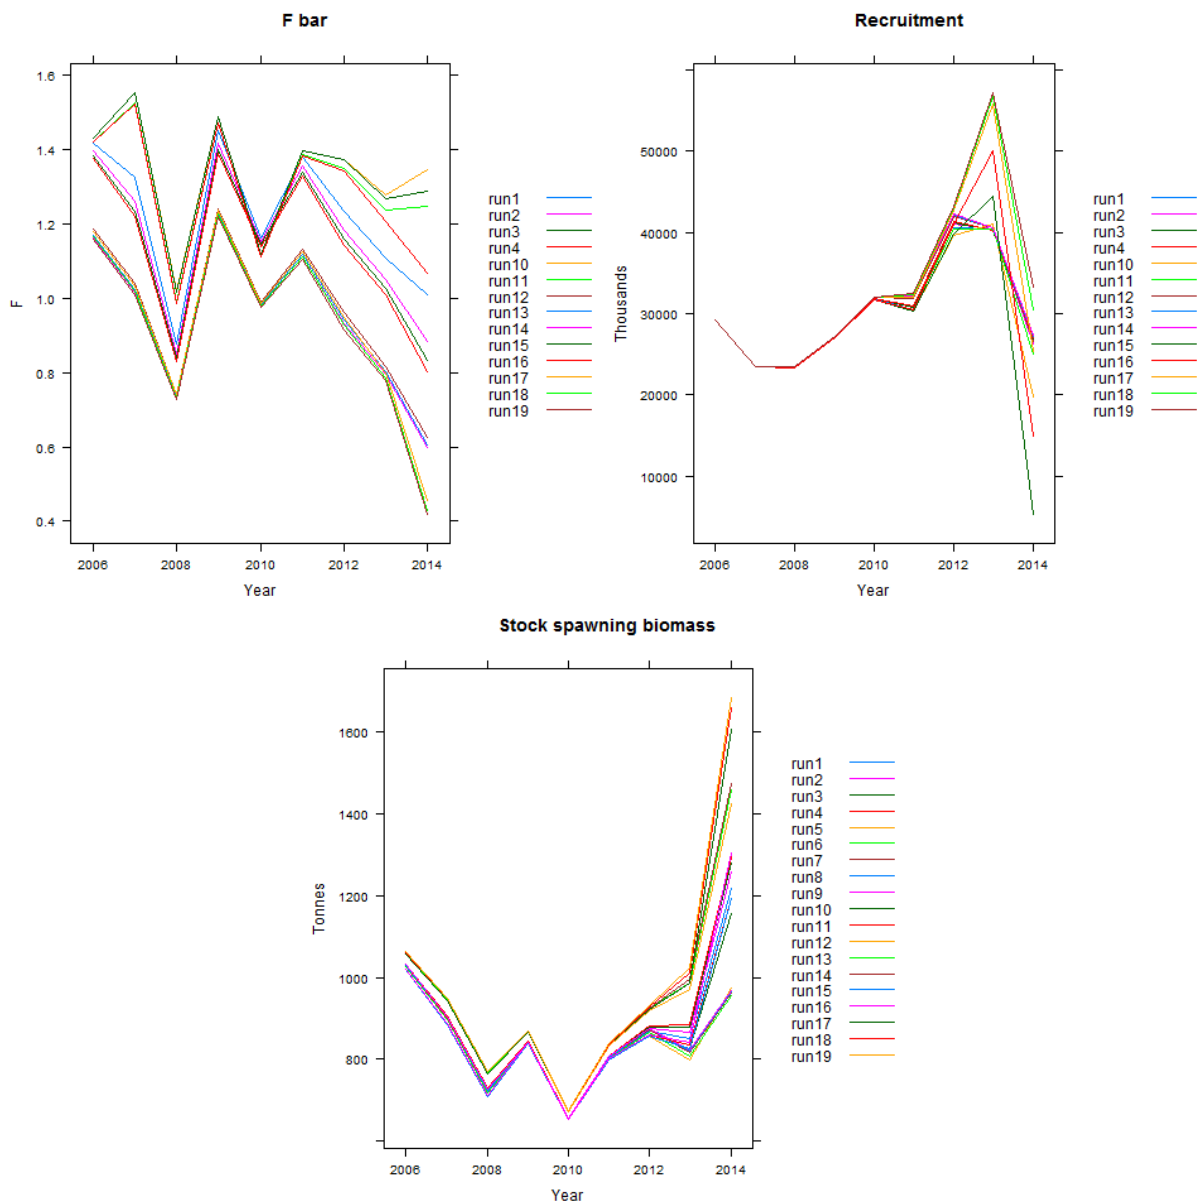 F bar
1.6
1.4
1.2
1.0
0.8
0.6
0.4
F
2006 2008 2010 2012 2014
Year
run1
run2
run3
run4
run10
run11
run12
run13
run14
run15
run16
run17
run18
run19
Recruitment
50000
40000
30000
20000
10000
Thousands
2006 2008 2010 2012 2014
Year
run1
run2
run3
run4
run10
run11
run12
run13
run14
run15
run16
run17
run18
run19
Stock spawning biomass
1600
1400
1200
1000
800
Tonnes
2006 2008 2010 2012 2014
Year
run1
run2
run3
run4
run5
run6
run7
run8
run9
run10
run11
run12
run13
run14
run15
run16
run17
run18
run19